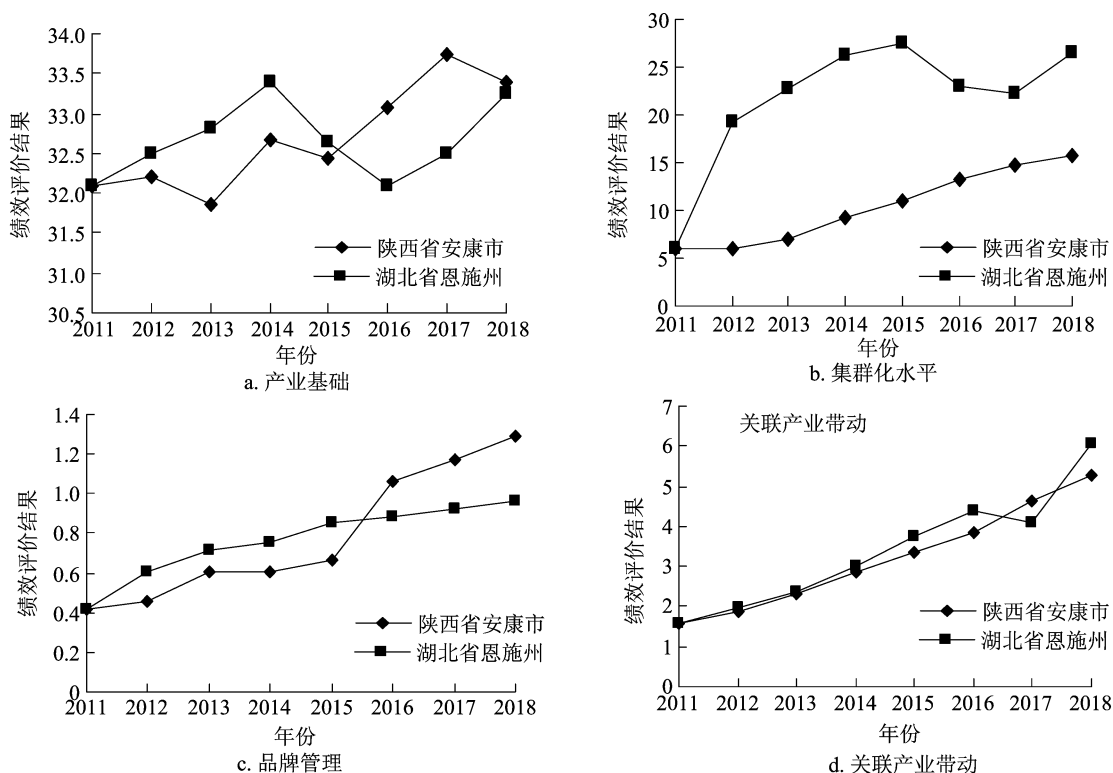 34.0
33.5
33.0
32.5
32.0
31.5
31.0
30.5
绩效评价结果
陕西省安康市
湖北省恩施州
2011 2012 2013 2014 2015 2016 2017 2018
年份
a. 产业基础
30
25
20
15
10
5
0
绩效评价结果
陕西省安康市
湖北省恩施州
2011 2012 2013 2014 2015 2016 2017 2018
年份
b. 集群化水平
1.4
1.2
1.0
0.8
0.6
0.4
0.2
0
绩效评价结果
陕西省安康市
湖北省恩施州
2011 2012 2013 2014 2015 2016 2017 2018
年份
c. 品牌管理
关联产业带动
7
6
5
4
3
2
1
0
绩效评价结果
陕西省安康市
湖北省恩施州
2011 2012 2013 2014 2015 2016 2017 2018
年份
d. 关联产业带动